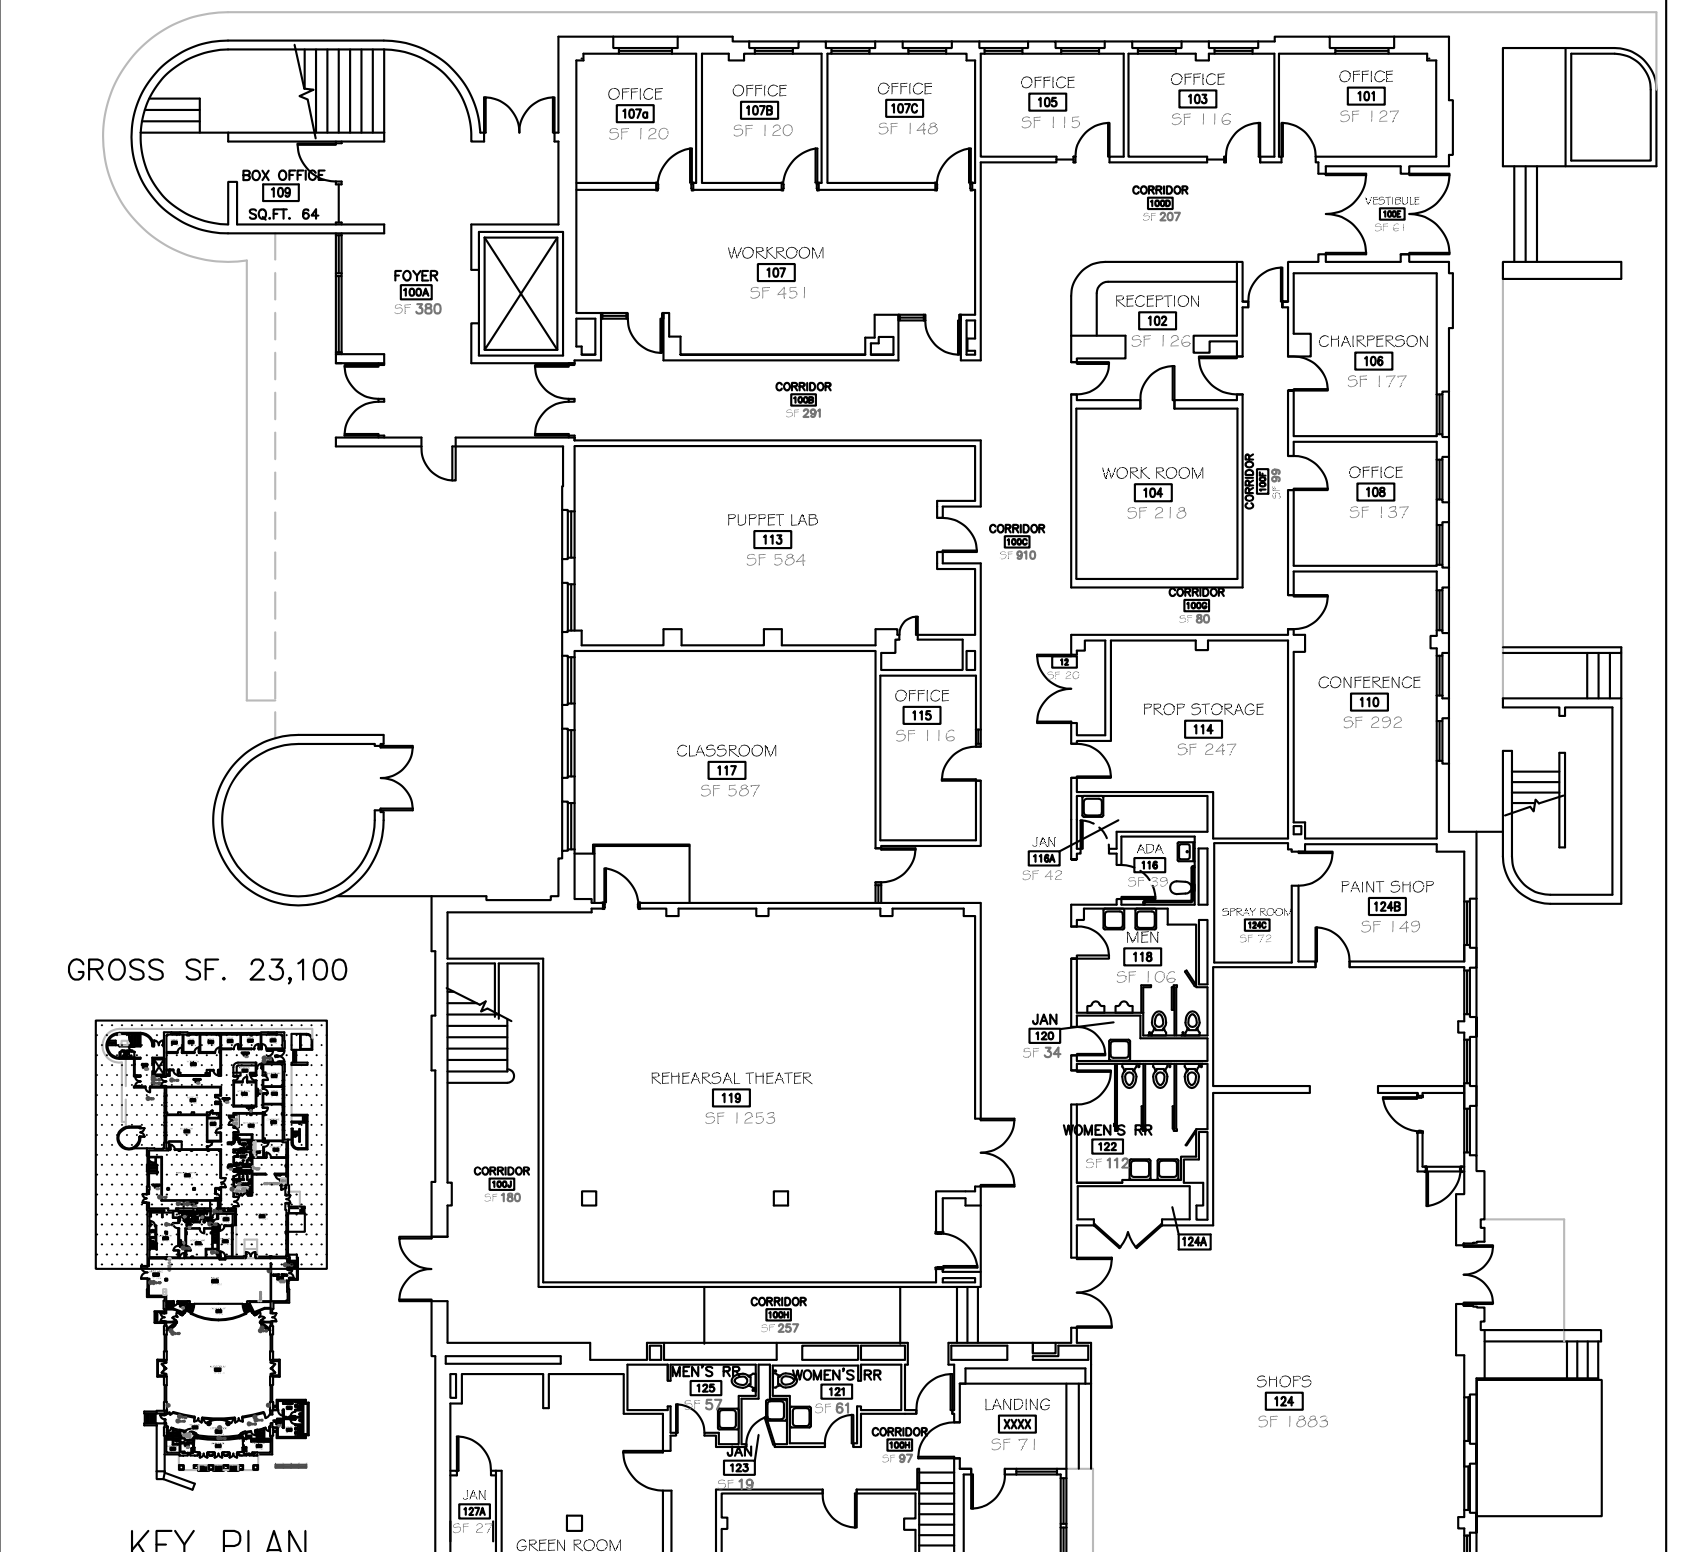 OFFICE
107a
SF 120
OFFICE
107B
SF 120
OFFICE
107C
SF 148
OFFICE
105
SF 115
OFFICE
103
SF 116
OFFICE
101
SF 127
BOX OFFICE
109
SQ.FT. 64
CORRIDOR
100D
SF 207
VESTIBULE
100E
SF 61
FOYER
100A
SF 380
WORKROOM
107
SF 451
RECEPTION
102
SF 126
CHAIRPERSON
106
SF 177
CORRIDOR
100B
SF 291
WORK ROOM
104
SF 218
CORRIDOR
100F
SF 99
OFFICE
108
SF 137
PUPPET LAB
113
SF 584
CORRIDOR
100C
SF 910
CORRIDOR
100G
SF 80
12
SF 20
OFFICE
115
SF 116
PROP STORAGE
114
SF 247
CONFERENCE
110
SF 292
CLASSROOM
117
SF 587
JAN
116A
SF 42
ADA
116
SF 39
PAINT SHOP
124B
SF 149
SPRAY ROOM
124C
SF 72
MEN
118
SF 106
GROSS SF. 23,100
JAN
120
SF 34
REHEARSAL THEATER
119
SF 1253
WOMEN'S RR
122
SF 112
CORRIDOR
100J
SF 180
124A
CORRIDOR
100H
SF 257
MEN'S RR
125
SF 57
WOMEN'S RR
121
SF 61
LANDING
XXXX
SF 71
SHOPS
124
SF 1883
CORRIDOR
100H
SF 97
JAN
123
SF 19
JAN
127A
SF 27
GREEN ROOM
KEY PLAN